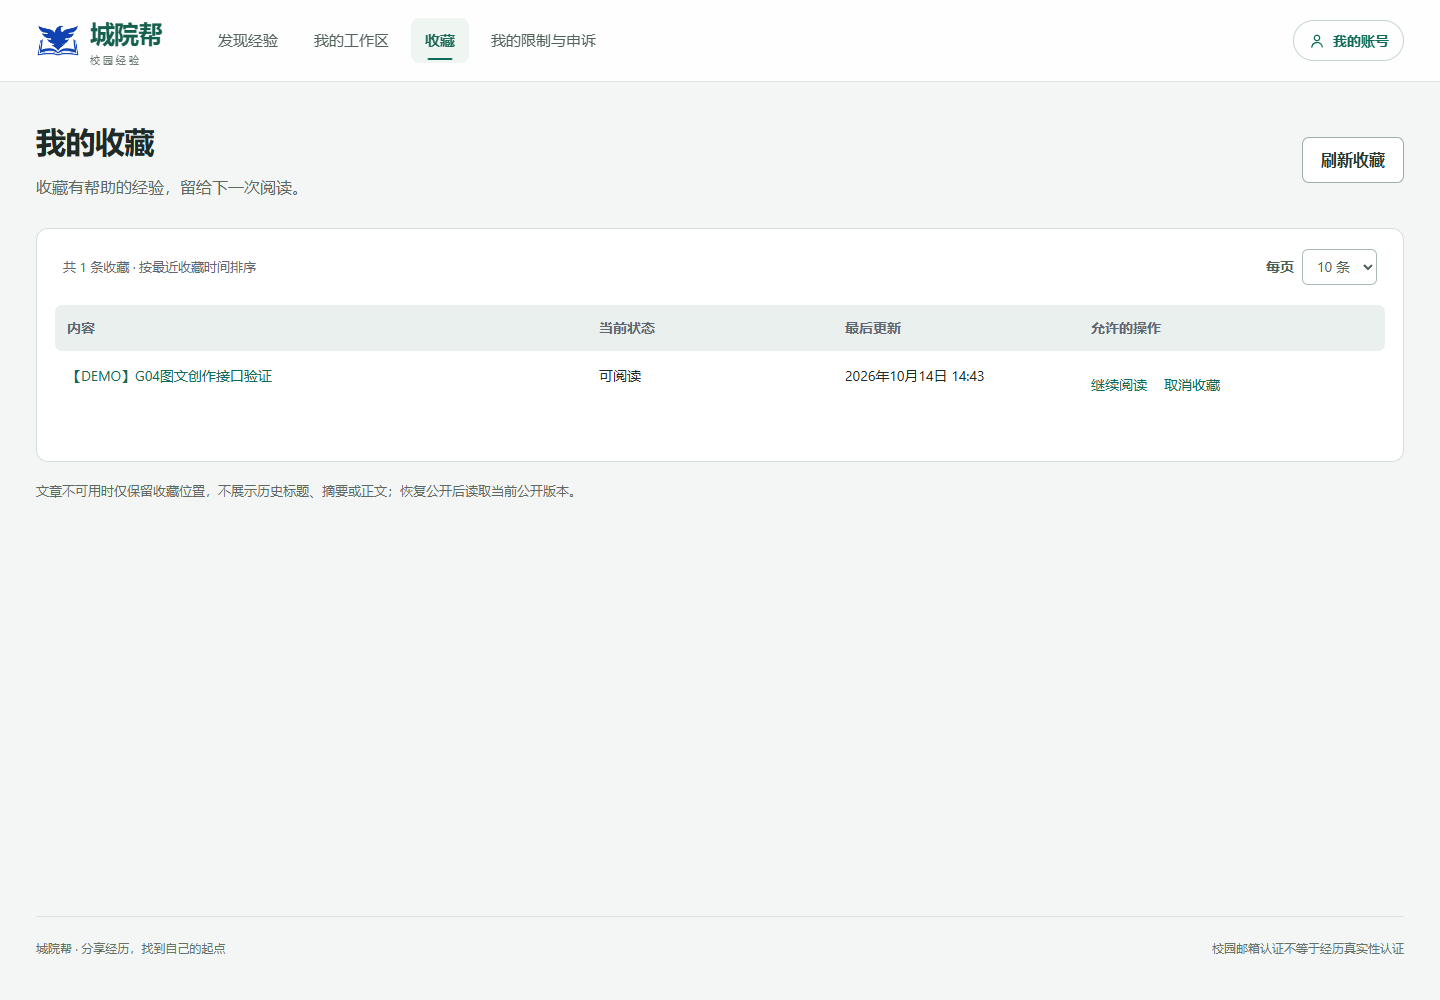 城院帮
校园经验
发现经验
我的工作区
收藏
我的限制与申诉
我的账号
我的收藏
收藏有帮助的经验，留给下一次阅读。
刷新收藏
共 1 条收藏 · 按最近收藏时间排序
每页 10 条
内容 当前状态 最后更新 允许的操作
【DEMO】G04图文创作接口验证 可阅读 2026年10月14日 14:43 继续阅读 取消收藏
文章不可用时仅保留收藏位置，不展示历史标题、摘要或正文；恢复公开后读取当前公开版本。
城院帮 · 分享经历，找到自己的起点
校园邮箱认证不等于经历真实性认证